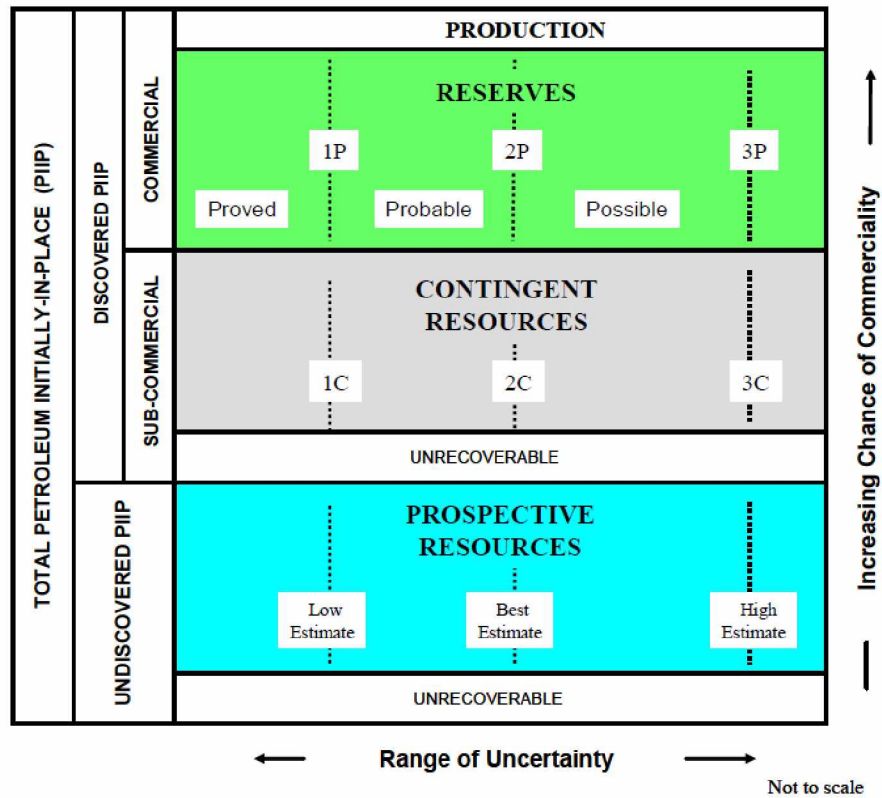 TOTAL PETROLEUM INITIALLY-IN-PLACE (PIIP)
DISCOVERED PIIP
UNDISCOVERED PIIP
COMMERCIAL
SUB-COMMERCIAL
PRODUCTION
RESERVES
1P 2P 3P
Proved Probable Possible
CONTINGENT
RESOURCES
1C 2C 3C
UNRECOVERABLE
PROSPECTIVE
RESOURCES
Low
Estimate
Best
Estimate
High
Estimate
UNRECOVERABLE
Increasing Chance of Commerciality
Range of Uncertainty
Not to scale